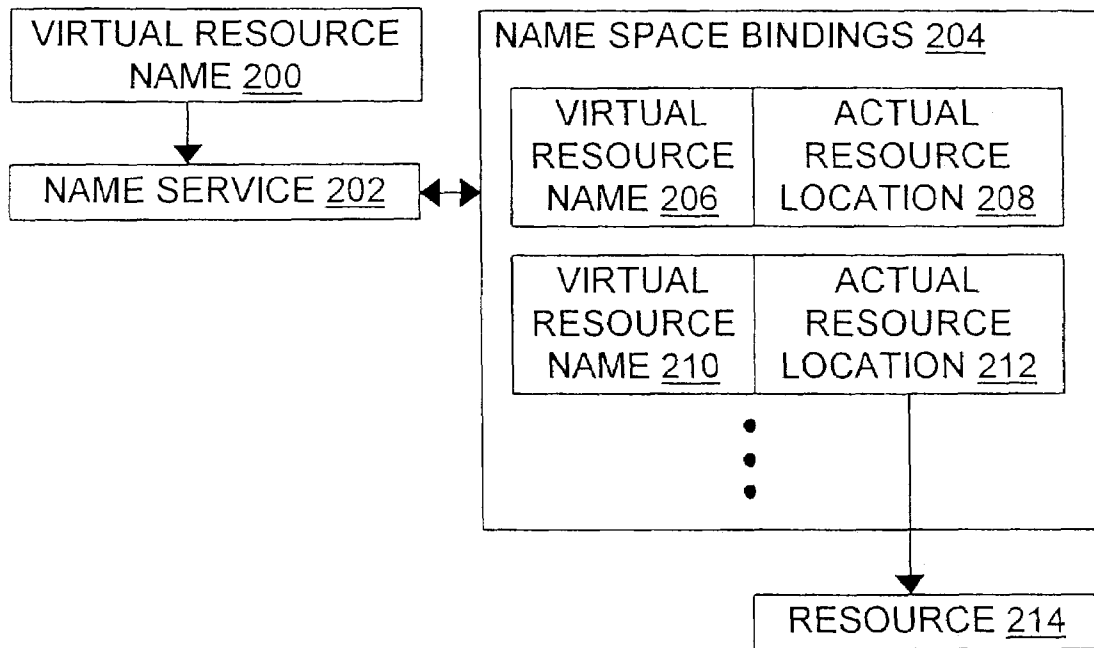 VIRTUAL RESOURCE
NAME 200
NAME SERVICE 202
NAME SPACE BINDINGS 204
VIRTUAL
RESOURCE
NAME 206
ACTUAL
RESOURCE
LOCATION 208
VIRTUAL
RESOURCE
NAME 210
ACTUAL
RESOURCE
LOCATION 212
RESOURCE 214